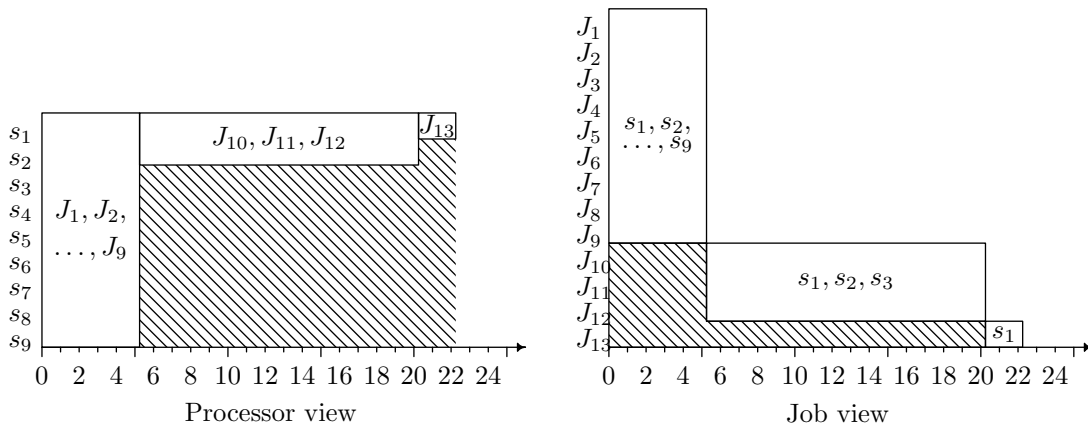 s1
s2
s3
s4
s5
s6
s7
s8
s9
J1, J2,
…, J9
J10, J11, J12
J13
0 2 4 6 8 10 12 14 16 18 20 22 24
Processor view
J1
J2
J3
J4
J5
J6
J7
J8
J9
J10
J11
J12
J13
s1, s2,
…, s9
s1, s2, s3
s1
0 2 4 6 8 10 12 14 16 18 20 22 24
Job view